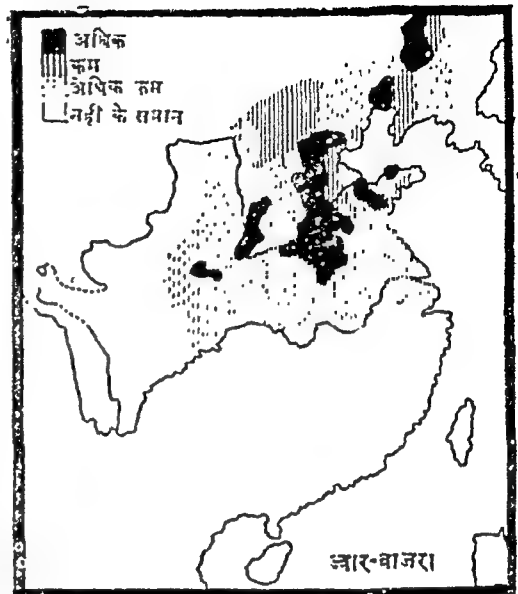 अधिक
कम
अधिक कम
नहीं के समान
ज्वार-बाजरा